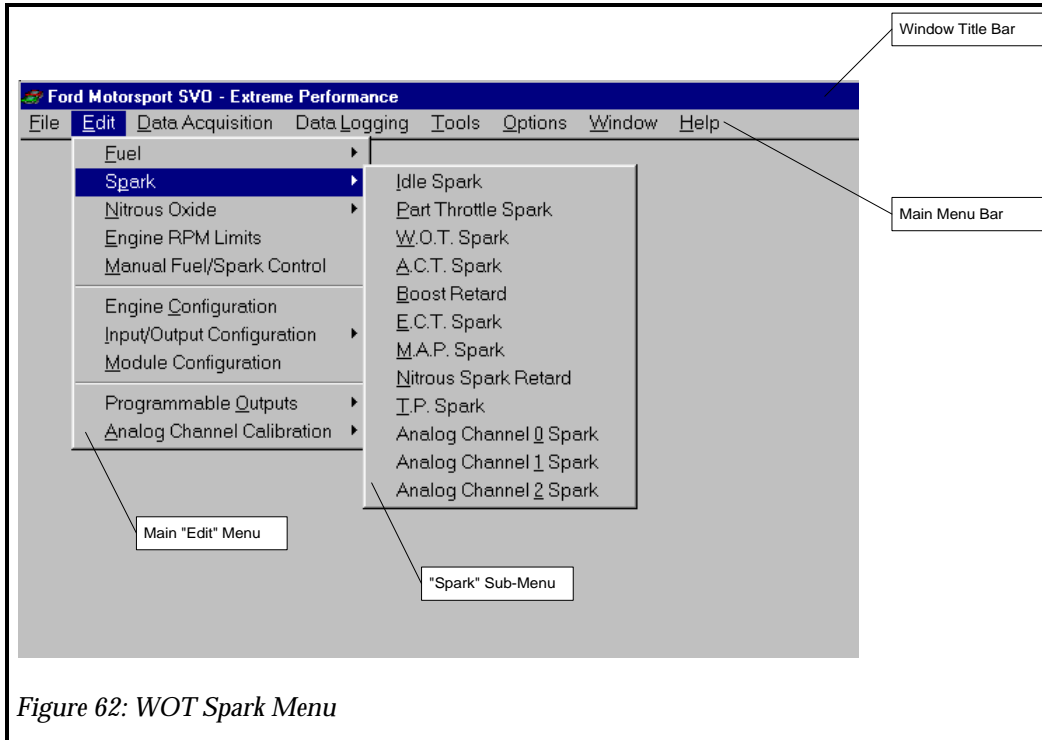 Window Title Bar
Ford Motorsport SVO - Extreme Performance
File Edit Data Acquisition Data Logging Tools Options Window Help
Fuel
Spark
Nitrous Oxide
Engine RPM Limits
Manual Fuel/Spark Control
Engine Configuration
Input/Output Configuration
Module Configuration
Programmable Outputs
Analog Channel Calibration
Idle Spark
Part Throttle Spark
W.O.T. Spark
A.C.T. Spark
Boost Retard
E.C.T. Spark
M.A.P. Spark
Nitrous Spark Retard
T.P. Spark
Analog Channel 0 Spark
Analog Channel 1 Spark
Analog Channel 2 Spark
Main Menu Bar
Main "Edit" Menu
"Spark" Sub-Menu
Figure 62: WOT Spark Menu